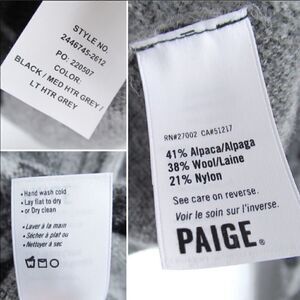 STYLE NO.
2446745-2612
PO: 220507
COLOR:
BLACK / MED HTR GREY /
LT HTR GREY
RN#27002 CA#51217
41% Alpaca/Alpaga
38% Wool/Laine
21% Nylon
See care on reverse.
Voir le soin sur l'inverse.
PAIGE®
• Hand wash cold
• Lay flat to dry
• or Dry clean
• Laver à la main
• Sécher à plat ou
• Nettoyer à sec